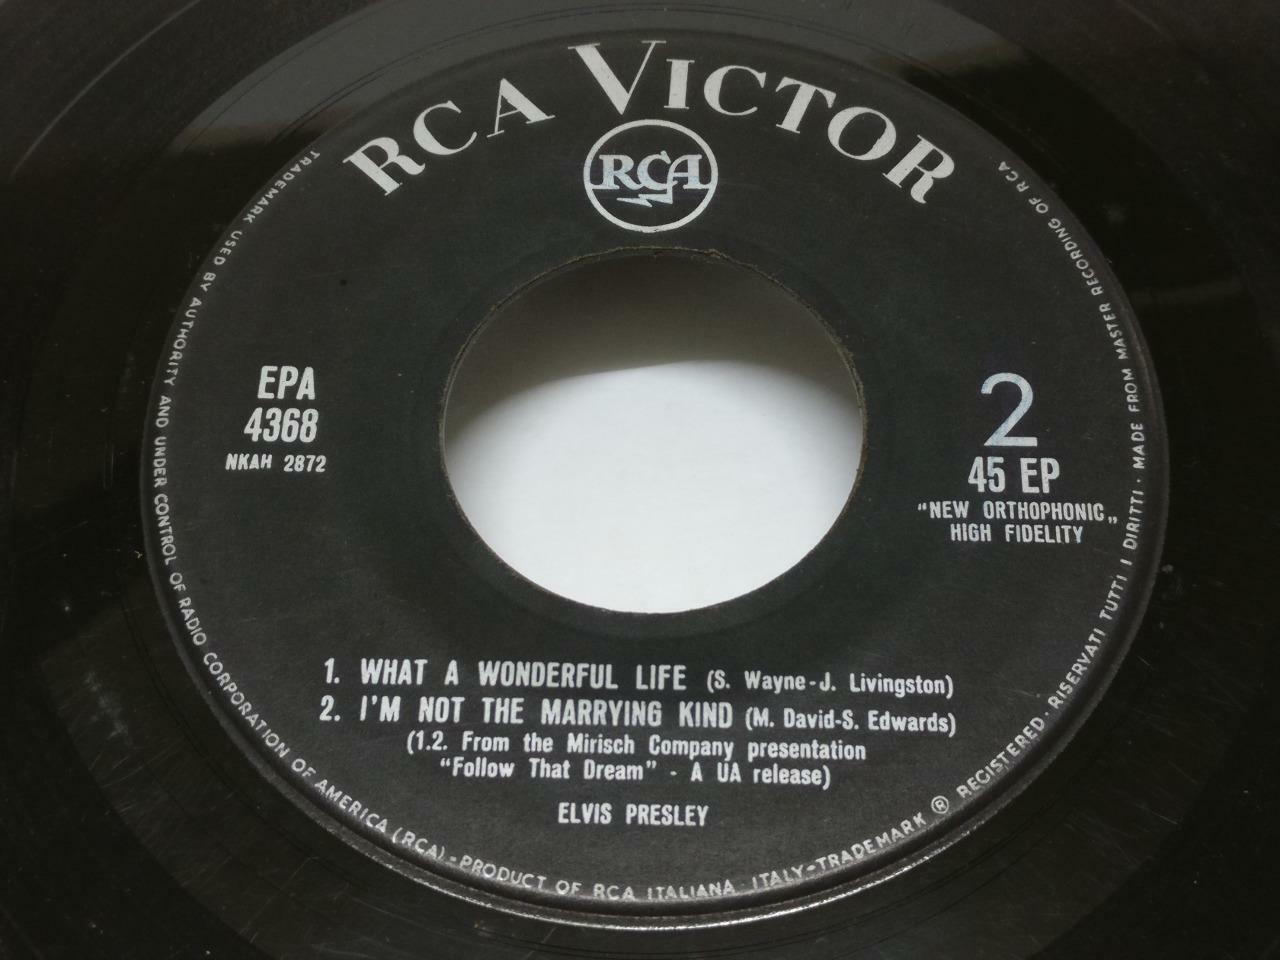 RCA VICTOR
RCA
EPA
4368
NKAH 2872
2
45 EP
"NEW ORTHOPHONIC„
HIGH FIDELITY
1. WHAT A WONDERFUL LIFE (S. Wayne-J. Livingston)
2. I'M NOT THE MARRYING KIND (M. David-S. Edwards)
(1.2. From the Mirisch Company presentation
"Follow That Dream" - A UA release)
ELVIS PRESLEY
TRADEMARK USED BY AUTHORITY AND UNDER CONTROL OF RADIO CORPORATION OF AMERICA (RCA) - PRODUCT OF RCA ITALIANA ITALY - TRADEMARK ® REGISTERED · RISERVATI TUTTI I DIRITTI · MADE FROM MASTER RECORDING OF RCA